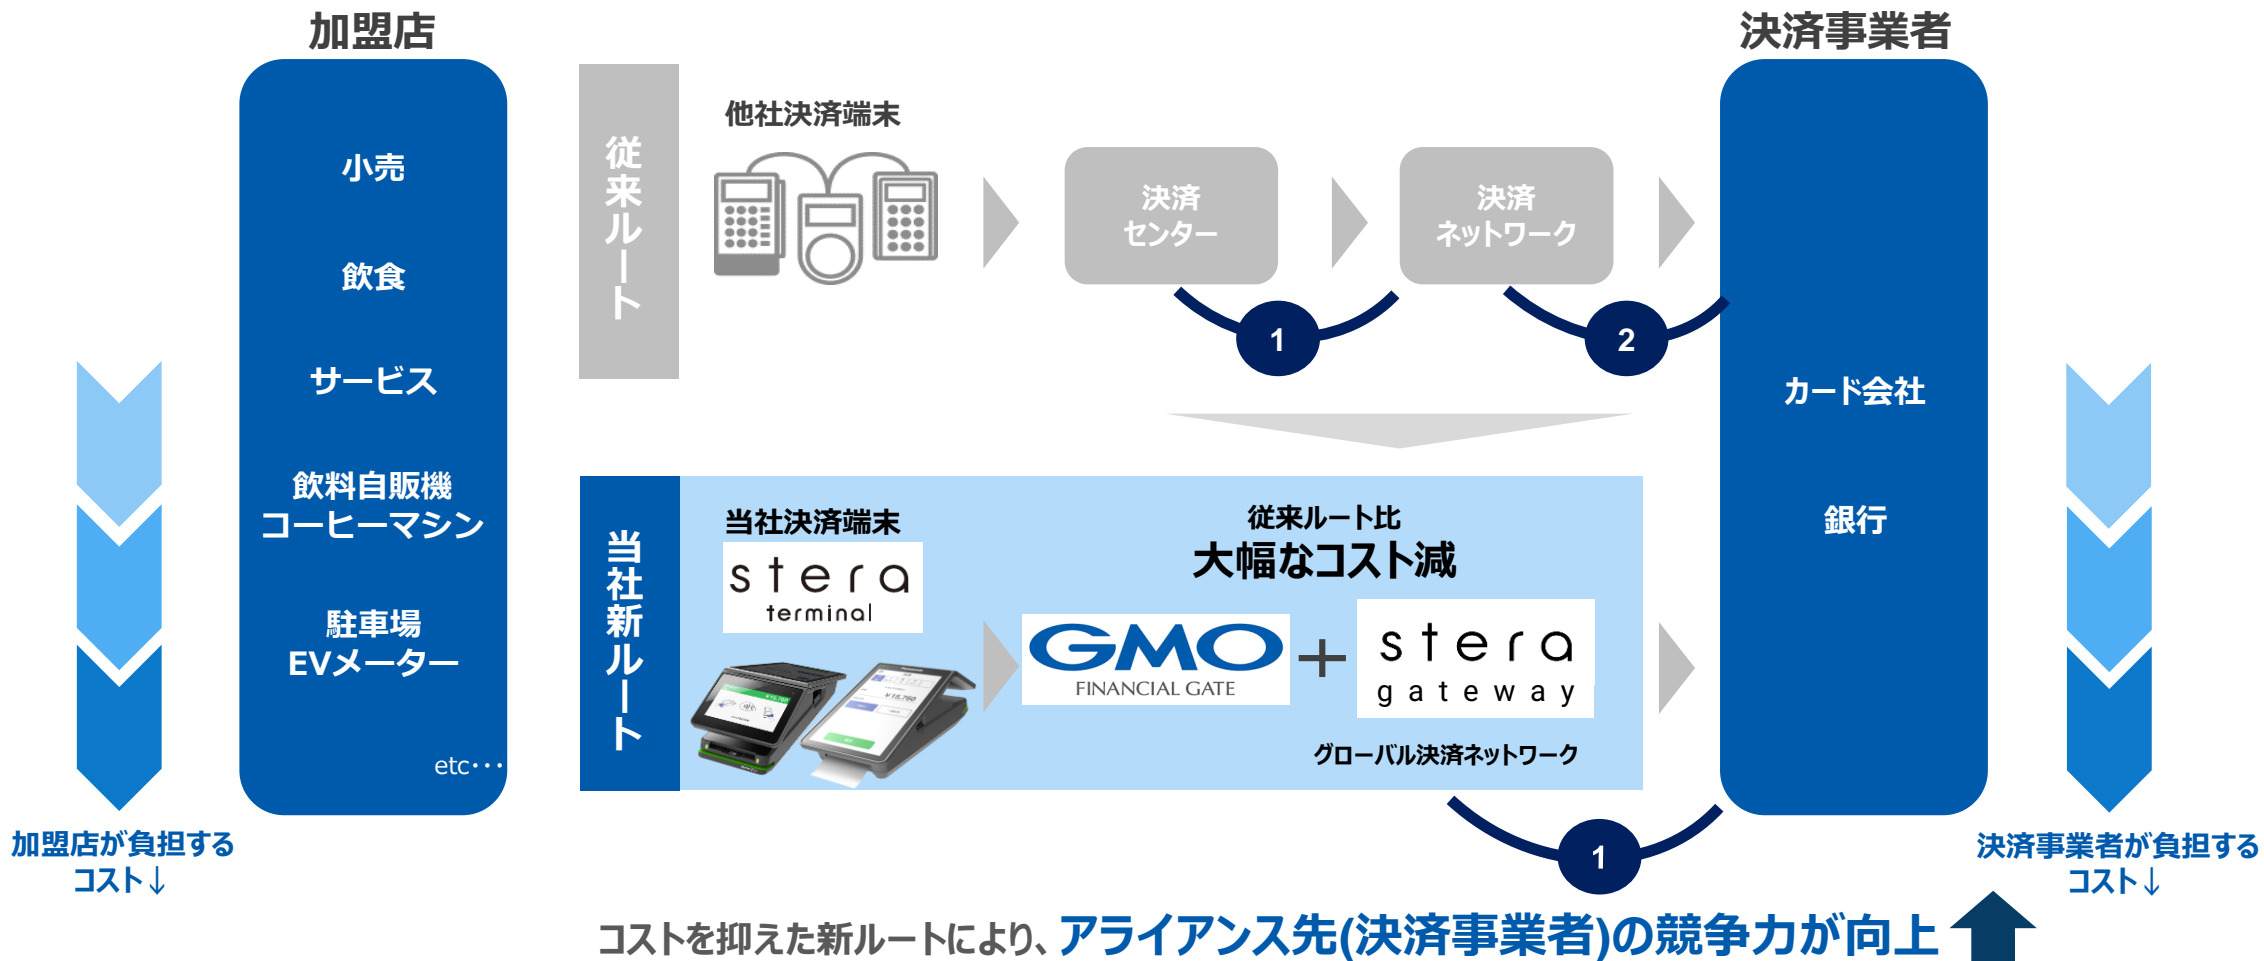 加盟店
決済事業者
小売
飲食
サービス
飲料自販機
コーヒーマシン
駐車場
EVメーター
etc･･･
従来ルート
他社決済端末
決済
センター
決済
ネットワーク
1
2
カード会社
銀行
当社新ルート
当社決済端末
stera
terminal
従来ルート比
大幅なコスト減
GMO
FINANCIAL GATE
+
stera
gateway
グローバル決済ネットワーク
1
加盟店が負担する
コスト↓
決済事業者が負担する
コスト↓
コストを抑えた新ルートにより、アライアンス先(決済事業者)の競争力が向上